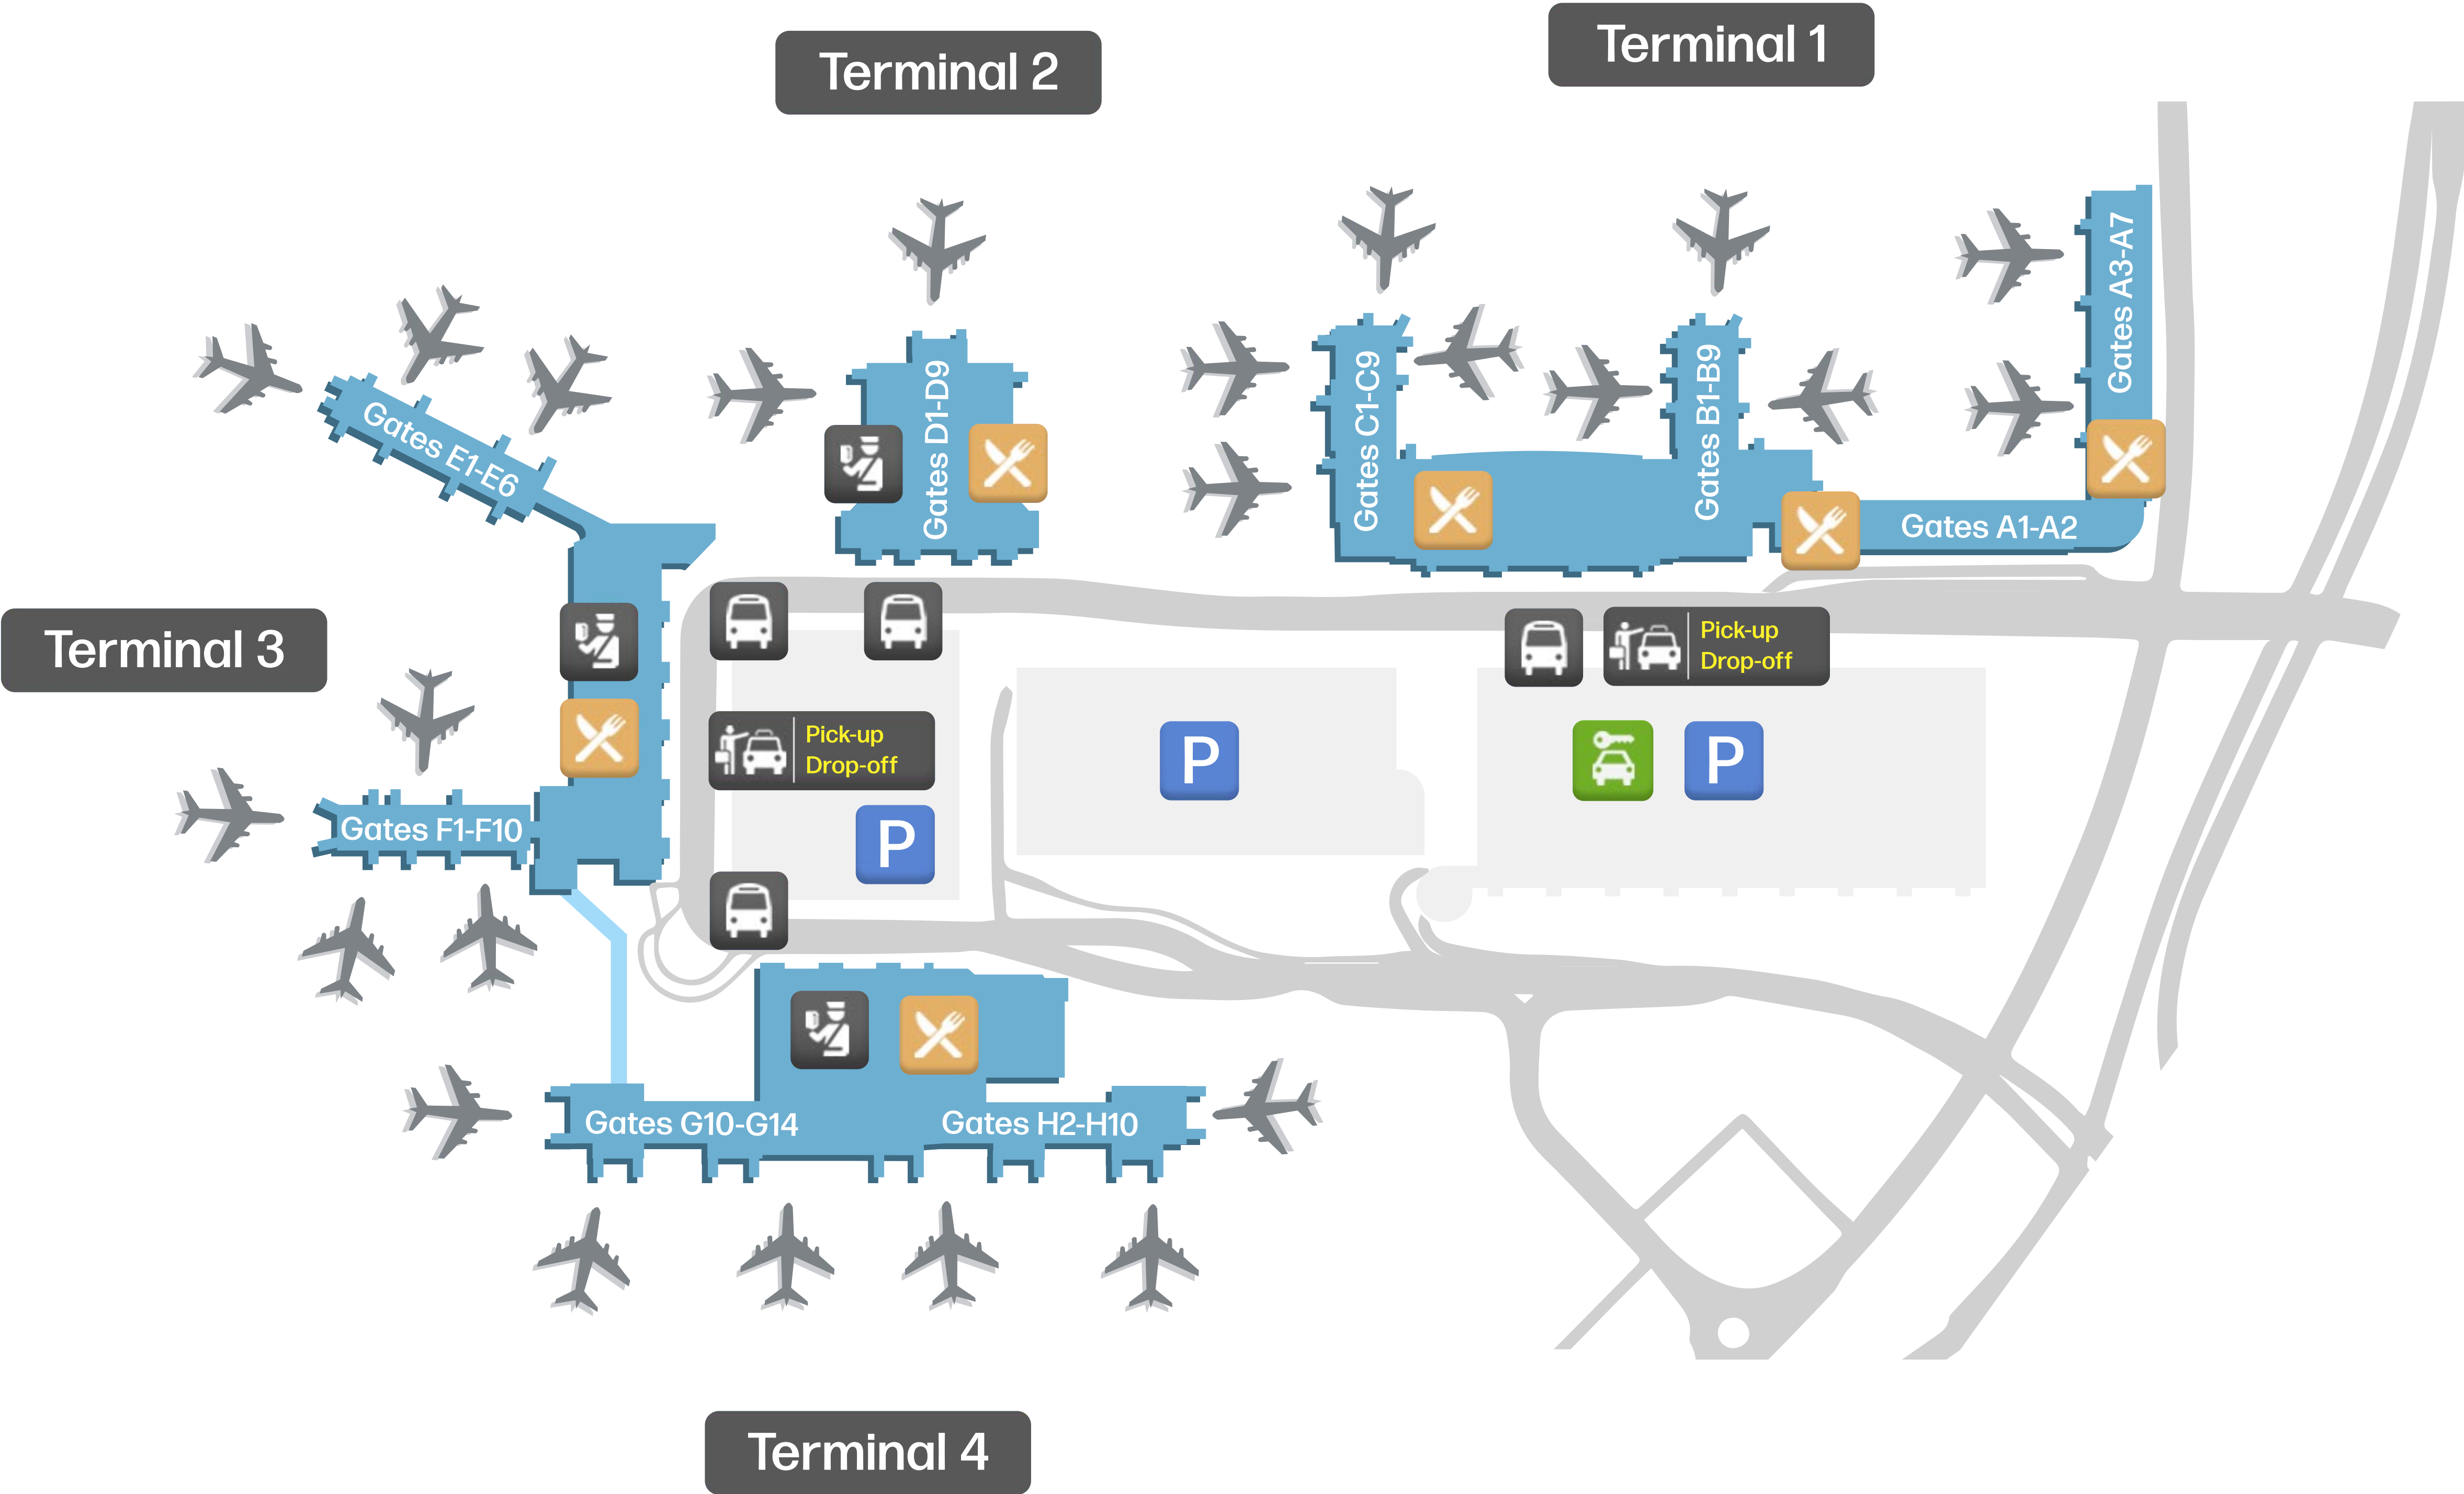 Terminal 1
Terminal 2
Gates A3-A7
Gates D1-D9
Gates C1-C9
Gates B1-B9
Gates E1-E6
Gates A1-A2
Terminal 3
Pick-up
Drop-off
Pick-up
Drop-off
P
P
P
Gates F1-F10
Gates G10-G14
Gates H2-H10
Terminal 4